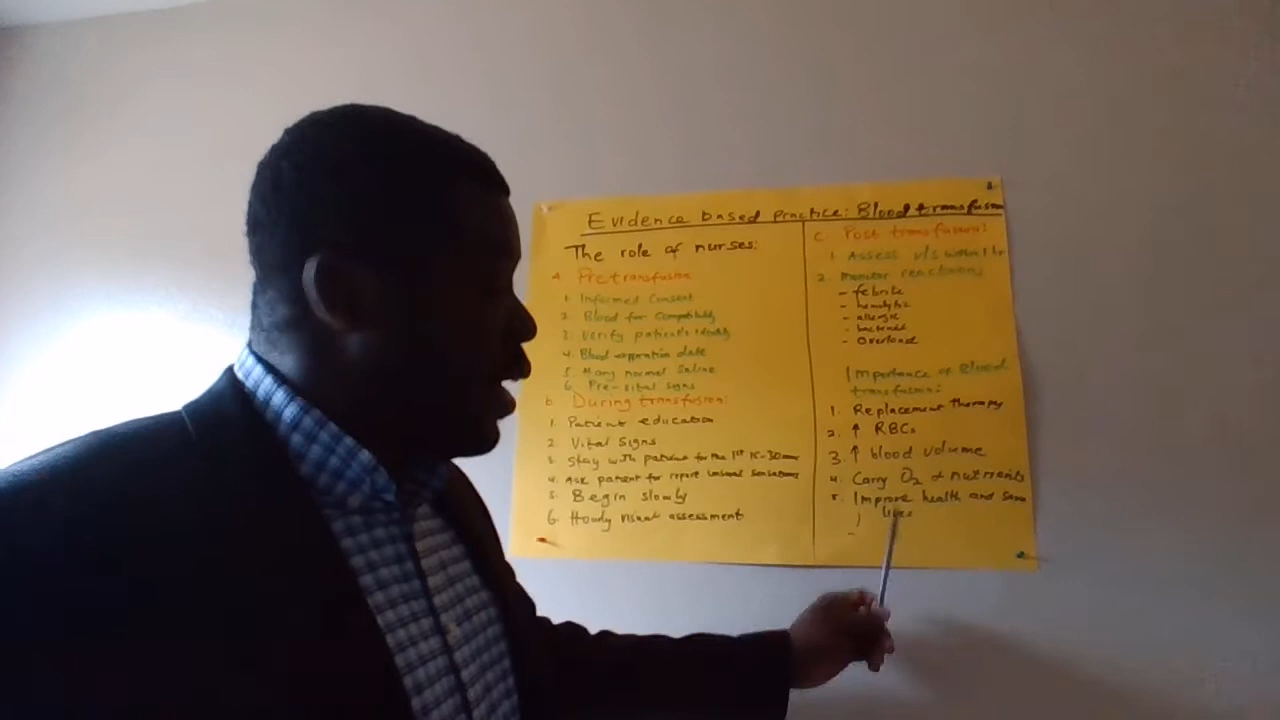 Evidence based practice: Blood transfusion
The role of nurses:
Pretransfusion
1. Informed Consent
2. Blood for Compatibility
3. Verify patient's identity
4. Blood expiration date
5. Hang normal Saline
6. Pre-vital signs
b. During transfusion:
1. Patient education
2. Vital Signs
3. Stay with patient for the 1st 15-30min
4. Ask patient for report unusual sensations
5. Begin slowly
6. Hourly visual assessment
C. Post transfusion:
1. Assess v/s within 1 hr
2. Monitor reactions
- febrile
- hemolytic
- allergic
- bacterial
- Overload
Importance of Blood
transfusion:
1. Replacement therapy
2. ↑ RBCs
3. ↑ blood volume
4. Carry O2 & nutrients
5. Improve health and save
lives